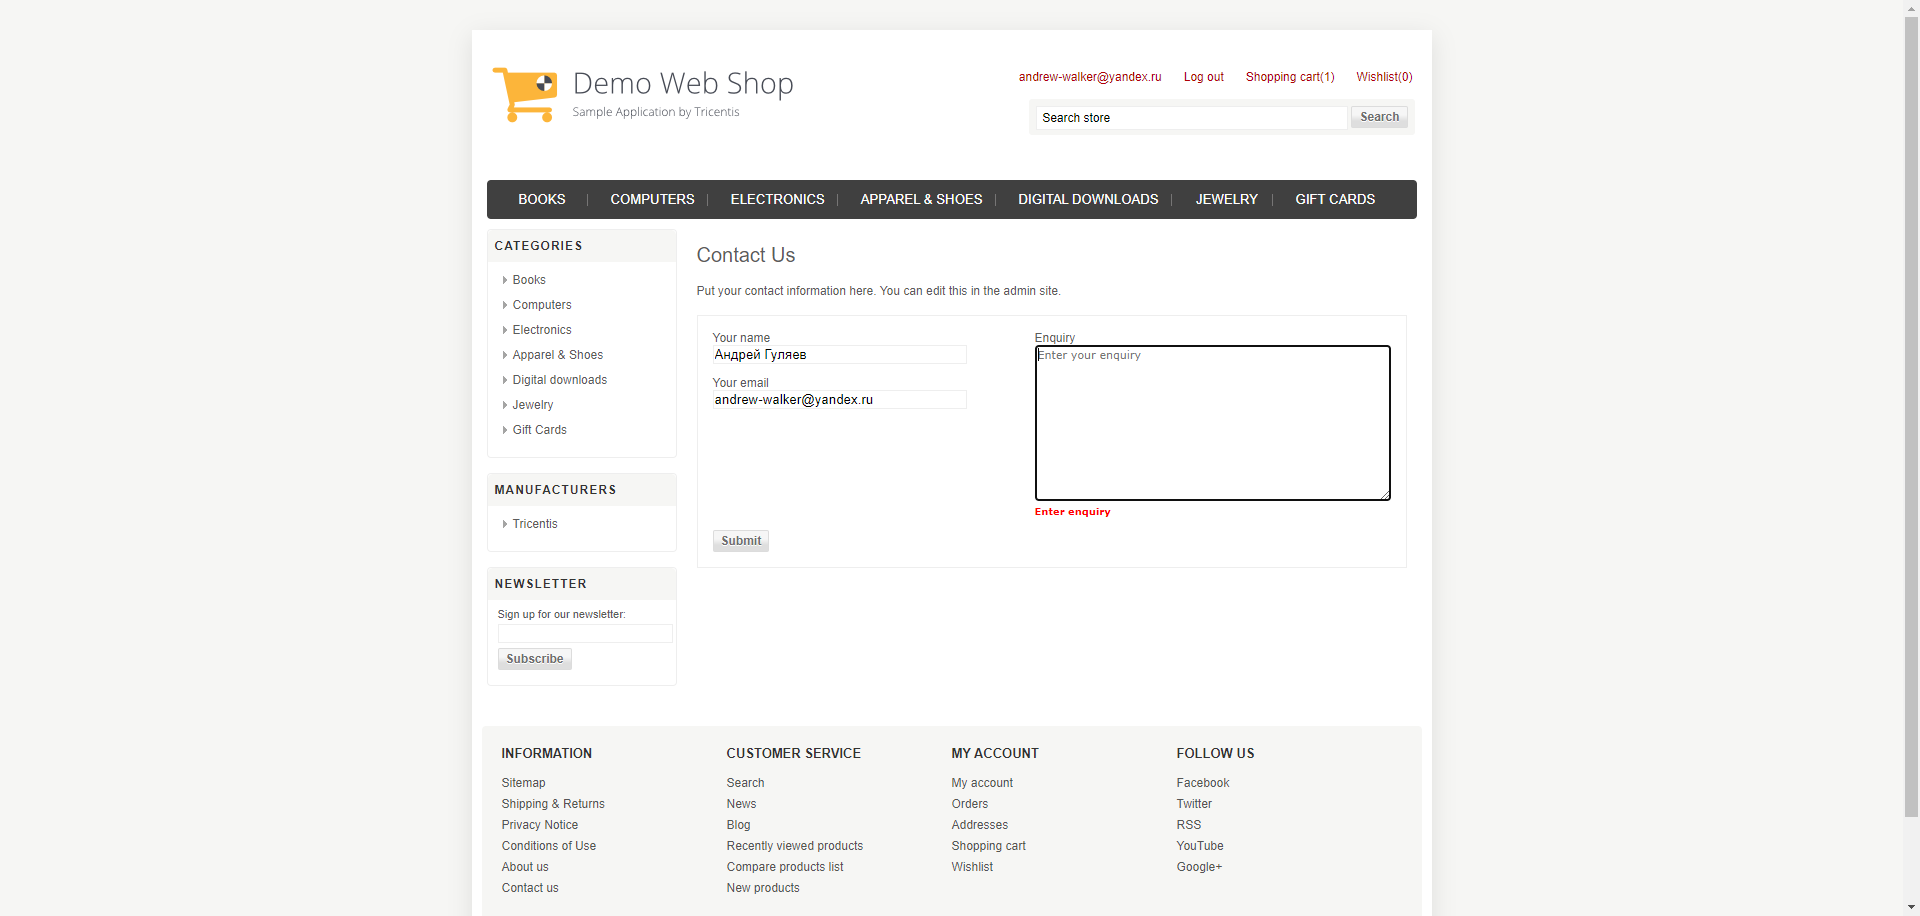 Demo Web Shop
Sample Application by Tricentis
andrew-walker@yandex.ru Log out Shopping cart(1) Wishlist(0)
Search store Search
BOOKS COMPUTERS ELECTRONICS APPAREL & SHOES DIGITAL DOWNLOADS JEWELRY GIFT CARDS
CATEGORIES
Books
Computers
Electronics
Apparel & Shoes
Digital downloads
Jewelry
Gift Cards
MANUFACTURERS
Tricentis
NEWSLETTER
Sign up for our newsletter:
Subscribe
Contact Us
Put your contact information here. You can edit this in the admin site.
Your name
Андрей Гуляев
Your email
andrew-walker@yandex.ru
Enquiry
Enter your enquiry
Enter enquiry
Submit
INFORMATION
Sitemap
Shipping & Returns
Privacy Notice
Conditions of Use
About us
Contact us
CUSTOMER SERVICE
Search
News
Blog
Recently viewed products
Compare products list
New products
MY ACCOUNT
My account
Orders
Addresses
Shopping cart
Wishlist
FOLLOW US
Facebook
Twitter
RSS
YouTube
Google+